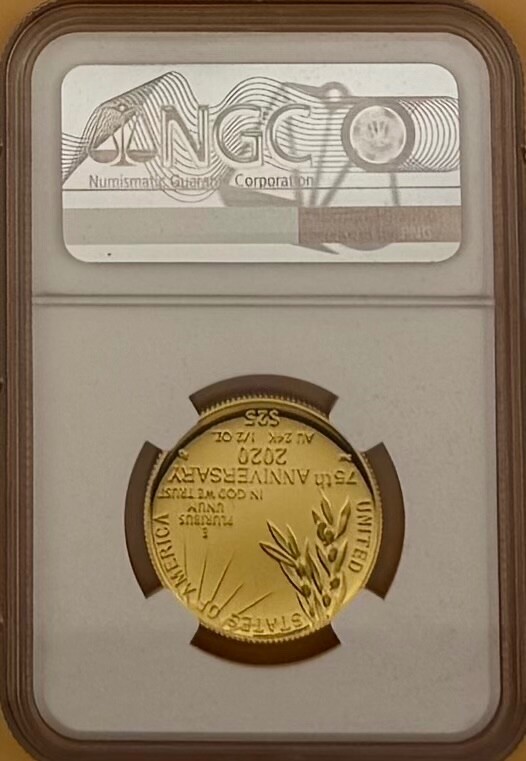 NGC
Numismatic Guaranty Corporation
UNITED STATES OF AMERICA
E
PLURIBUS
UNUM
IN GOD WE TRUST
75th ANNIVERSARY
2020
AU 24K 1/2 OZ.
$25